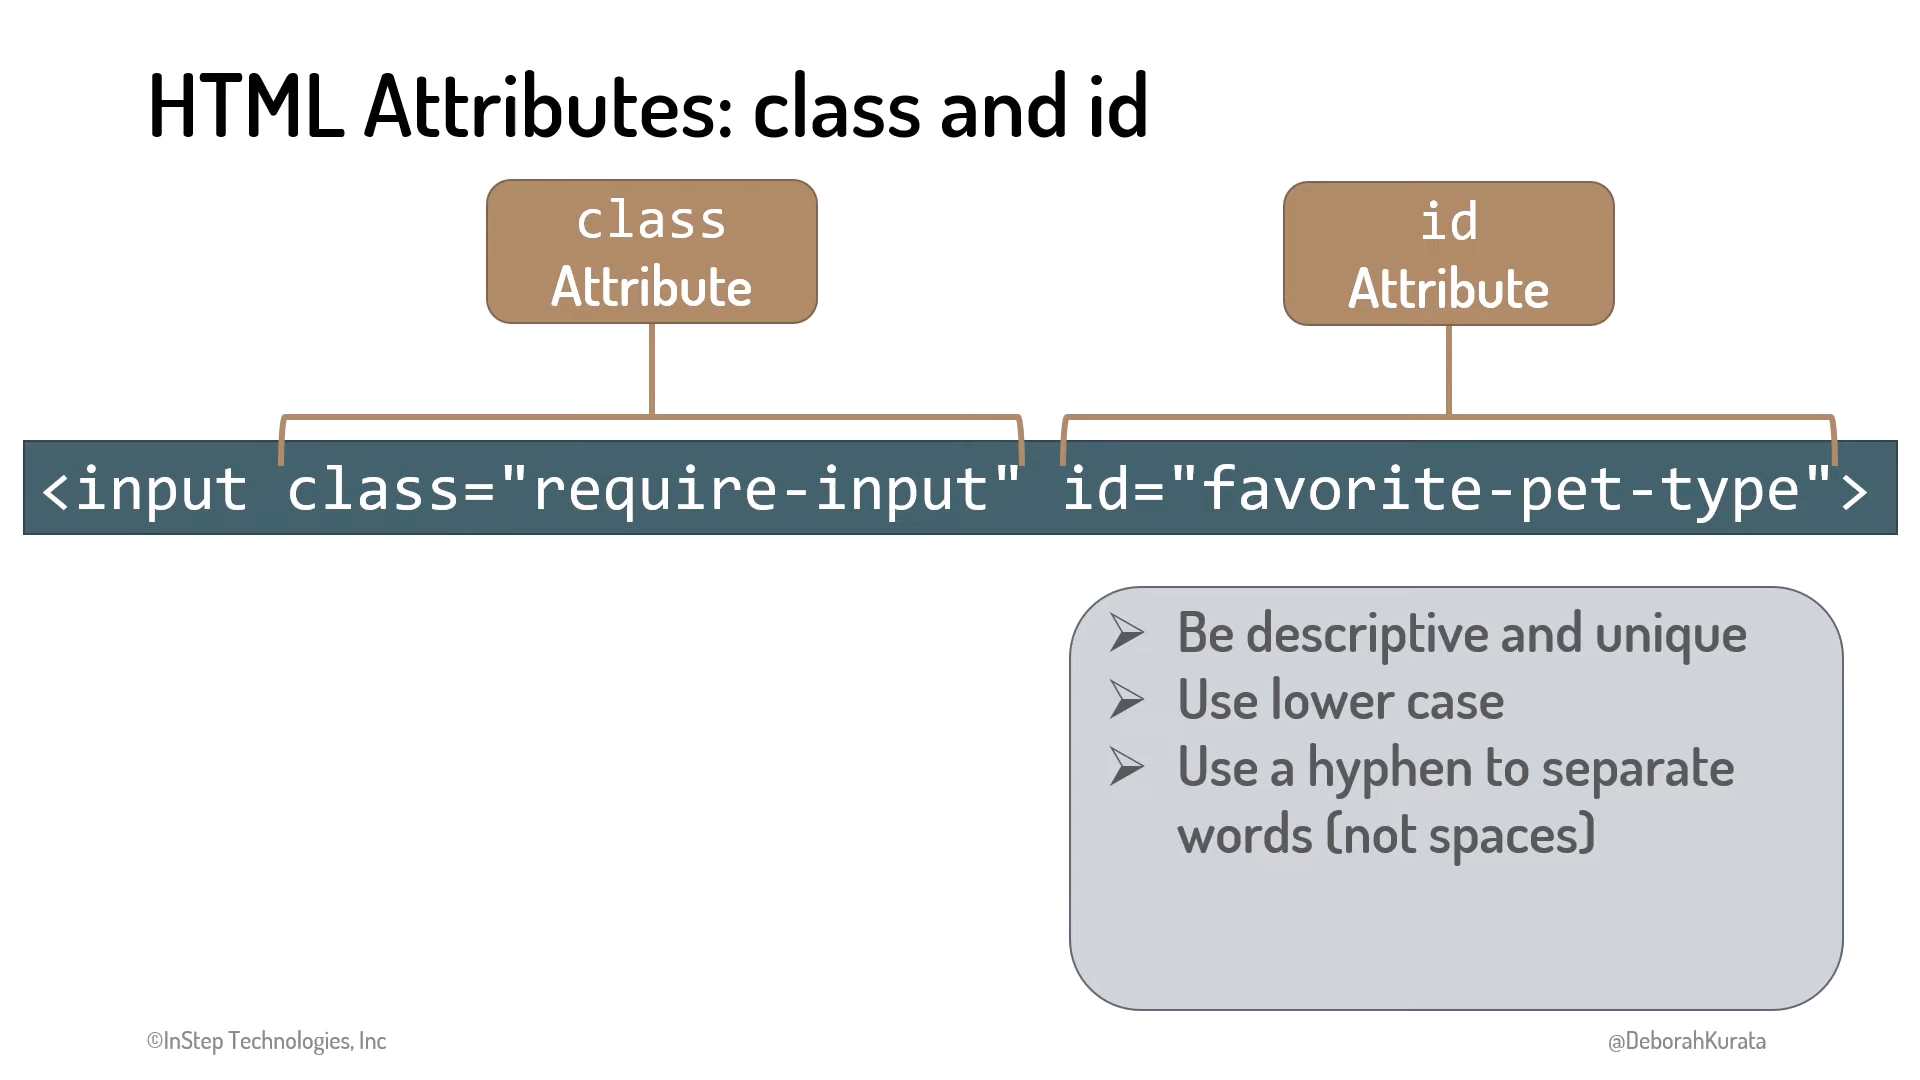 HTML Attributes: class and id
class
Attribute
id
Attribute
<input class="require-input" id="favorite-pet-type">
➢ Be descriptive and unique
➢ Use lower case
➢ Use a hyphen to separate
words (not spaces)
©InStep Technologies, Inc
@DeborahKurata